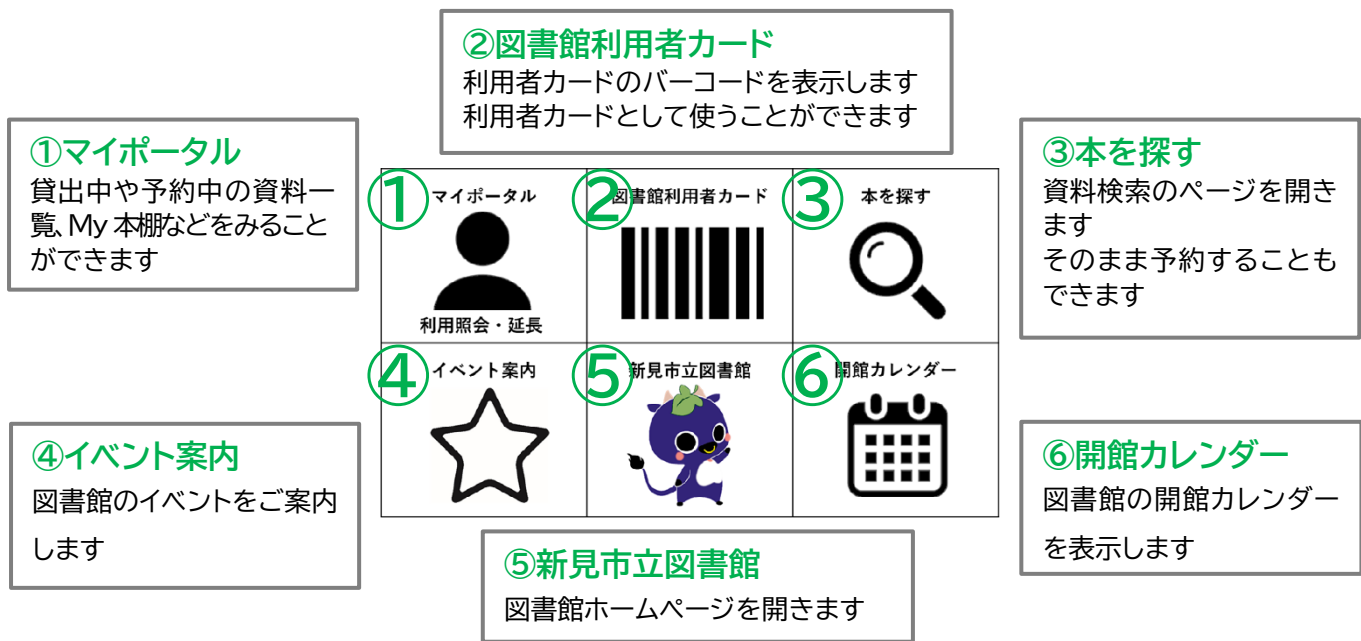 ②図書館利用者カード
利用者カードのバーコードを表示します
利用者カードとして使うことができます
①マイポータル
貸出中や予約中の資料一
覧、My 本棚などをみること
ができます
③本を探す
資料検索のページを開き
ます
そのまま予約することも
できます
① マイポータル
利用照会・延長
② 図書館利用者カード
③ 本を探す
④ イベント案内
⑤ 新見市立図書館
⑥ 開館カレンダー
④イベント案内
図書館のイベントをご案内
します
⑥開館カレンダー
図書館の開館カレンダー
を表示します
⑤新見市立図書館
図書館ホームページを開きます